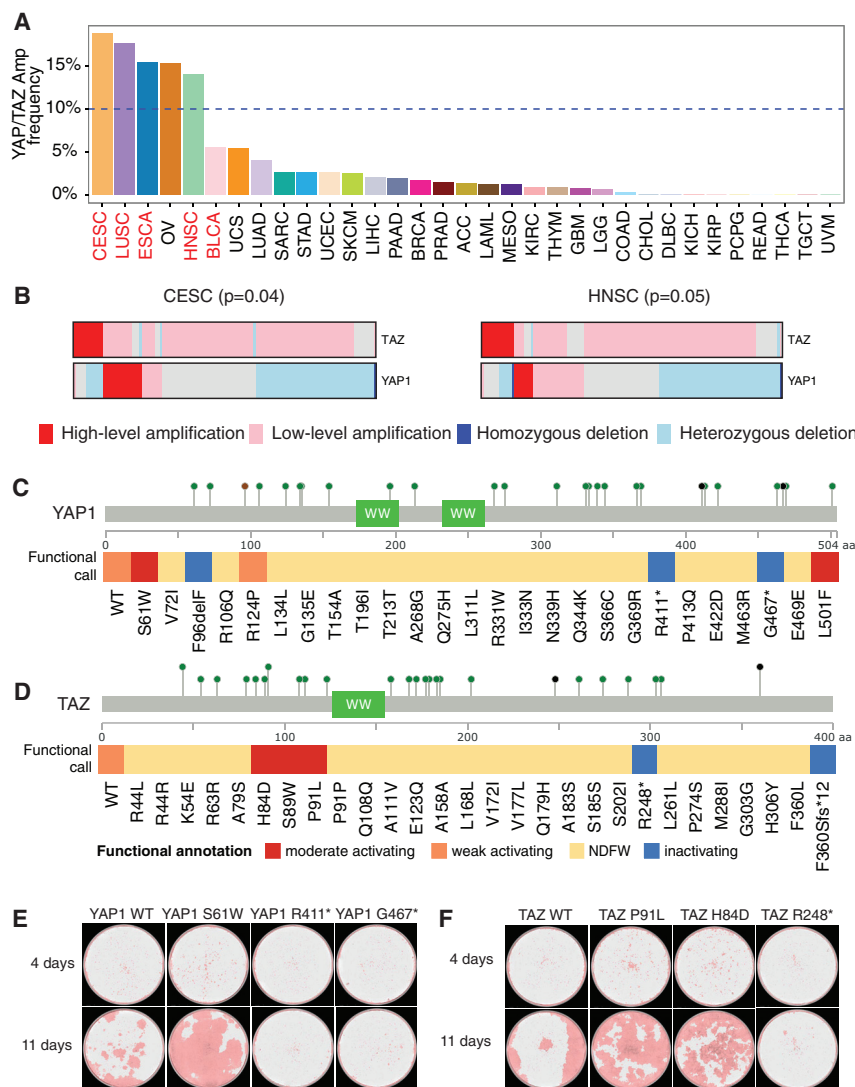 A
YAP/TAZ Amp
frequency
15%
10%
5%
0%
CESC
LUSC
ESCA
OV
HNSC
BLCA
UCS
LUAD
SARC
STAD
UCEC
SKCM
LIHC
PAAD
BRCA
PRAD
ACC
LAML
MESO
KIRC
THYM
GBM
LGG
COAD
CHOL
DLBC
KICH
KIRP
PCPG
READ
THCA
TGCT
UVM
B
CESC (p=0.04) HNSC (p=0.05)
TAZ TAZ
YAP1 YAP1
High-level amplification Low-level amplification Homozygous deletion Heterozygous deletion
C
YAP1 WW WW
0 100 200 300 400 504 aa
Functional
call
WT
S61W
V72I
F96delF
R106Q
R124P
L134L
G135E
T154A
T196I
T213T
A268G
Q275H
L311L
R331W
I333N
N339H
Q344K
S366C
G369R
R411*
P413Q
E422D
M463R
G467*
E469E
L501F
D
TAZ WW
0 100 200 300 400 aa
Functional
call
WT
R44L
R44R
K54E
R63R
A79S
H84D
S89W
P91L
P91P
Q108Q
A111V
E123Q
A158A
L168L
V172I
V177L
Q179H
A183S
S185S
S202I
R248*
L261L
P274S
M288I
G303G
H306Y
F360L
F360Sfs*12
Functional annotation moderate activating weak activating NDFW inactivating
E
YAP1 WT YAP1 S61W YAP1 R411* YAP1 G467*
4 days
11 days
F
TAZ WT TAZ P91L TAZ H84D TAZ R248*
4 days
11 days